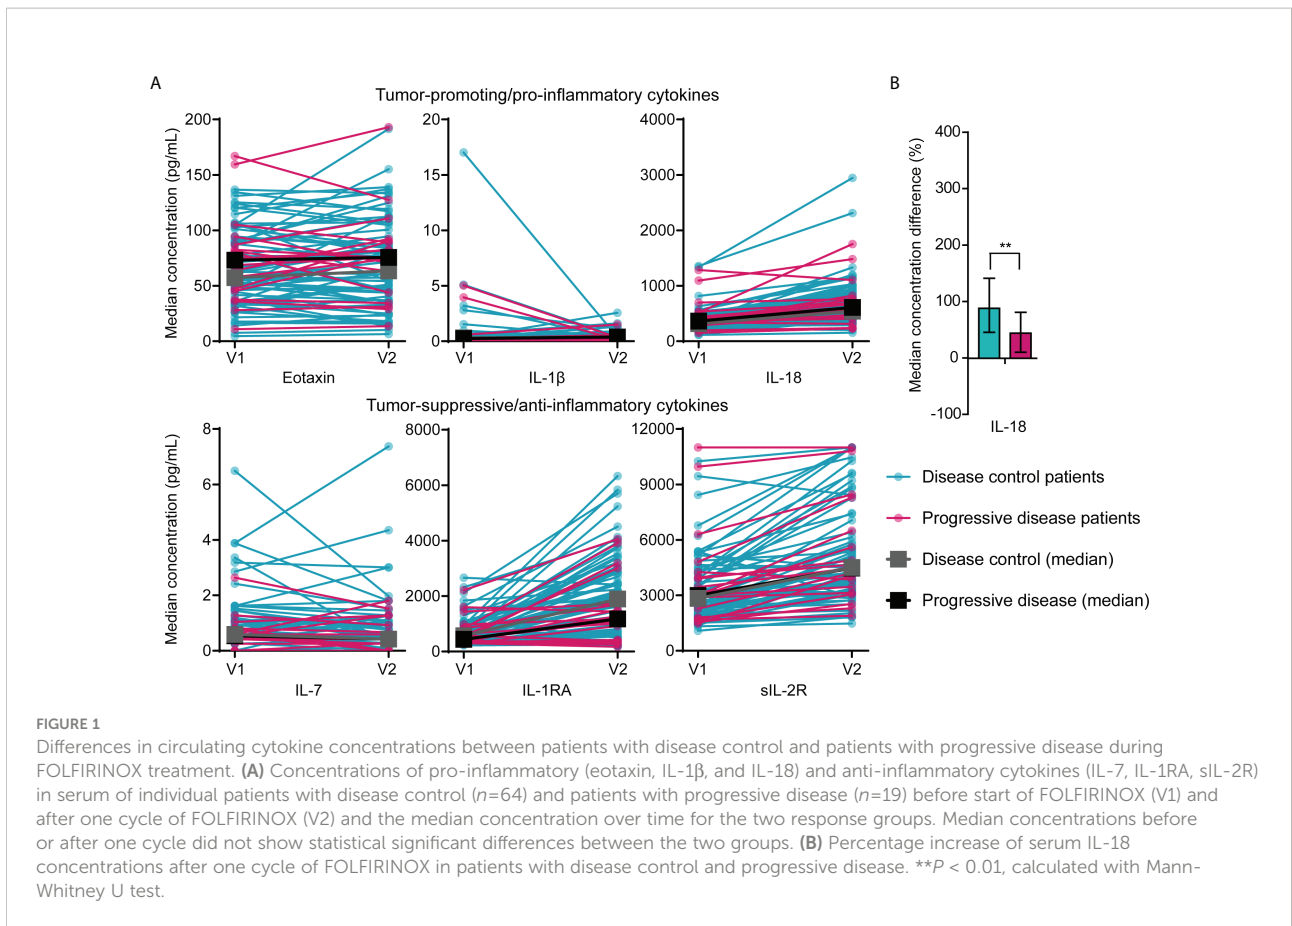 A
B
Tumor-promoting/pro-inflammatory cytokines
Median concentration (pg/mL)
200
150
100
50
0
V1
V2
Eotaxin
20
15
10
5
0
V1
V2
IL-1β
4000
3000
2000
1000
0
V1
V2
IL-18
Median concentration difference (%)
400
300
200
100
0
-100
**
IL-18
Tumor-suppressive/anti-inflammatory cytokines
Median concentration (pg/mL)
8
6
4
2
0
V1
V2
IL-7
8000
6000
4000
2000
0
V1
V2
IL-1RA
12000
9000
6000
3000
0
V1
V2
sIL-2R
Disease control patients
Progressive disease patients
Disease control (median)
Progressive disease (median)
FIGURE 1
Differences in circulating cytokine concentrations between patients with disease control and patients with progressive disease during
FOLFIRINOX treatment. (A) Concentrations of pro-inflammatory (eotaxin, IL-1β, and IL-18) and anti-inflammatory cytokines (IL-7, IL-1RA, sIL-2R)
in serum of individual patients with disease control (n=64) and patients with progressive disease (n=19) before start of FOLFIRINOX (V1) and
after one cycle of FOLFIRINOX (V2) and the median concentration over time for the two response groups. Median concentrations before
or after one cycle did not show statistical significant differences between the two groups. (B) Percentage increase of serum IL-18
concentrations after one cycle of FOLFIRINOX in patients with disease control and progressive disease. **P < 0.01, calculated with Mann-
Whitney U test.